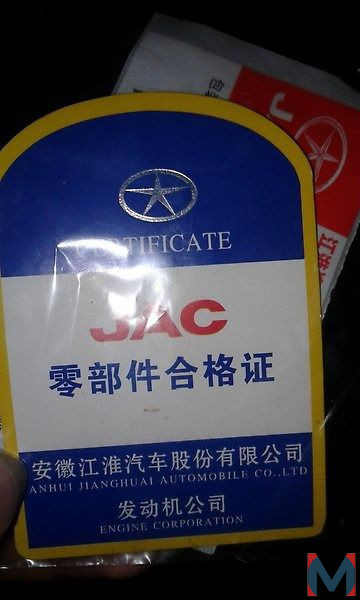 CERTIFICATE
JAC
零部件合格证
安徽江淮汽车股份有限公司
ANHUI JIANGHUAI AUTOMOBILE CO.,LTD
发动机公司
ENGINE CORPORATION
J
M